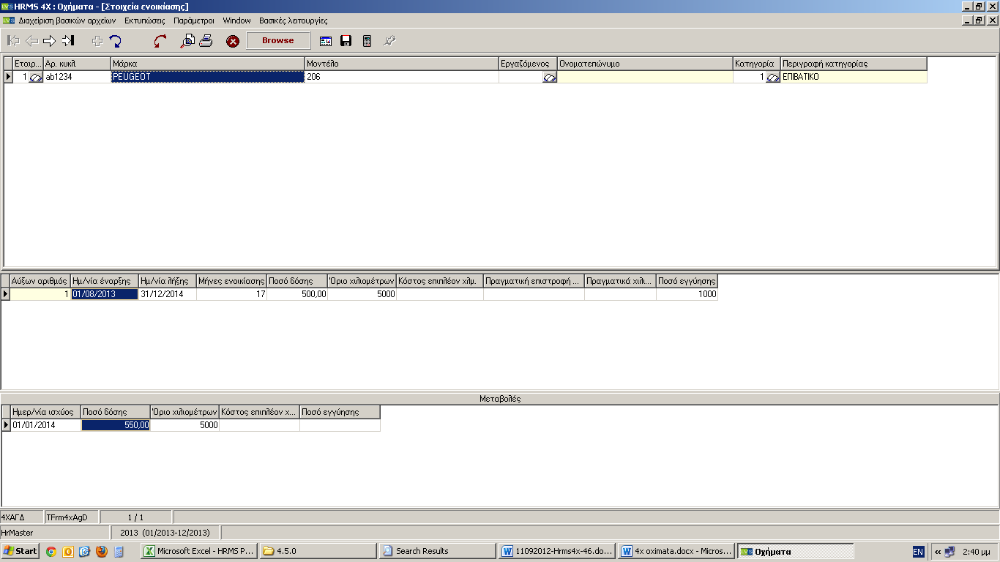 HRMS 4X : Οχήματα - [Στοιχεία ενοικίασης]
Διαχείριση βασικών αρχείων Εκτυπώσεις Παράμετροι Window Βασικές λειτουργίες
Browse
Εταιρ... Αρ. κυκλ. Μάρκα Μοντέλο Εργαζόμενος Ονοματεπώνυμο Κατηγορία Περιγραφή κατηγορίας
1 ab1234 PEUGEOT 206 1 ΕΠΙΒΑΤΙΚΟ
Αύξων αριθμός Ημ/νία έναρξης Ημ/νία λήξης Μήνες ενοικίασης Ποσό δόσης Όριο χιλιομέτρων Κόστος επιπλέον χλμ. Πραγματική επιστροφή ... Πραγματικά χιλι... Ποσό εγγύησης
1 01/08/2013 31/12/2014 17 500,00 5000 1000
Μεταβολές
Ημερ/νία ισχύος Ποσό δόσης Όριο χιλιομέτρων Κόστος επιπλέον χ... Ποσό εγγύησης
01/01/2014 550,00 5000
4ΧΑΓΔ TFrm4xAgD 1 / 1
HrMaster 2013 (01/2013-12/2013)
Start Microsoft Excel - HRMS P... 4.5.0 Search Results 11092012-Hrms4x-46.do... 4x oximata.docx - Micros... Οχήματα EN « 2:40 μμ